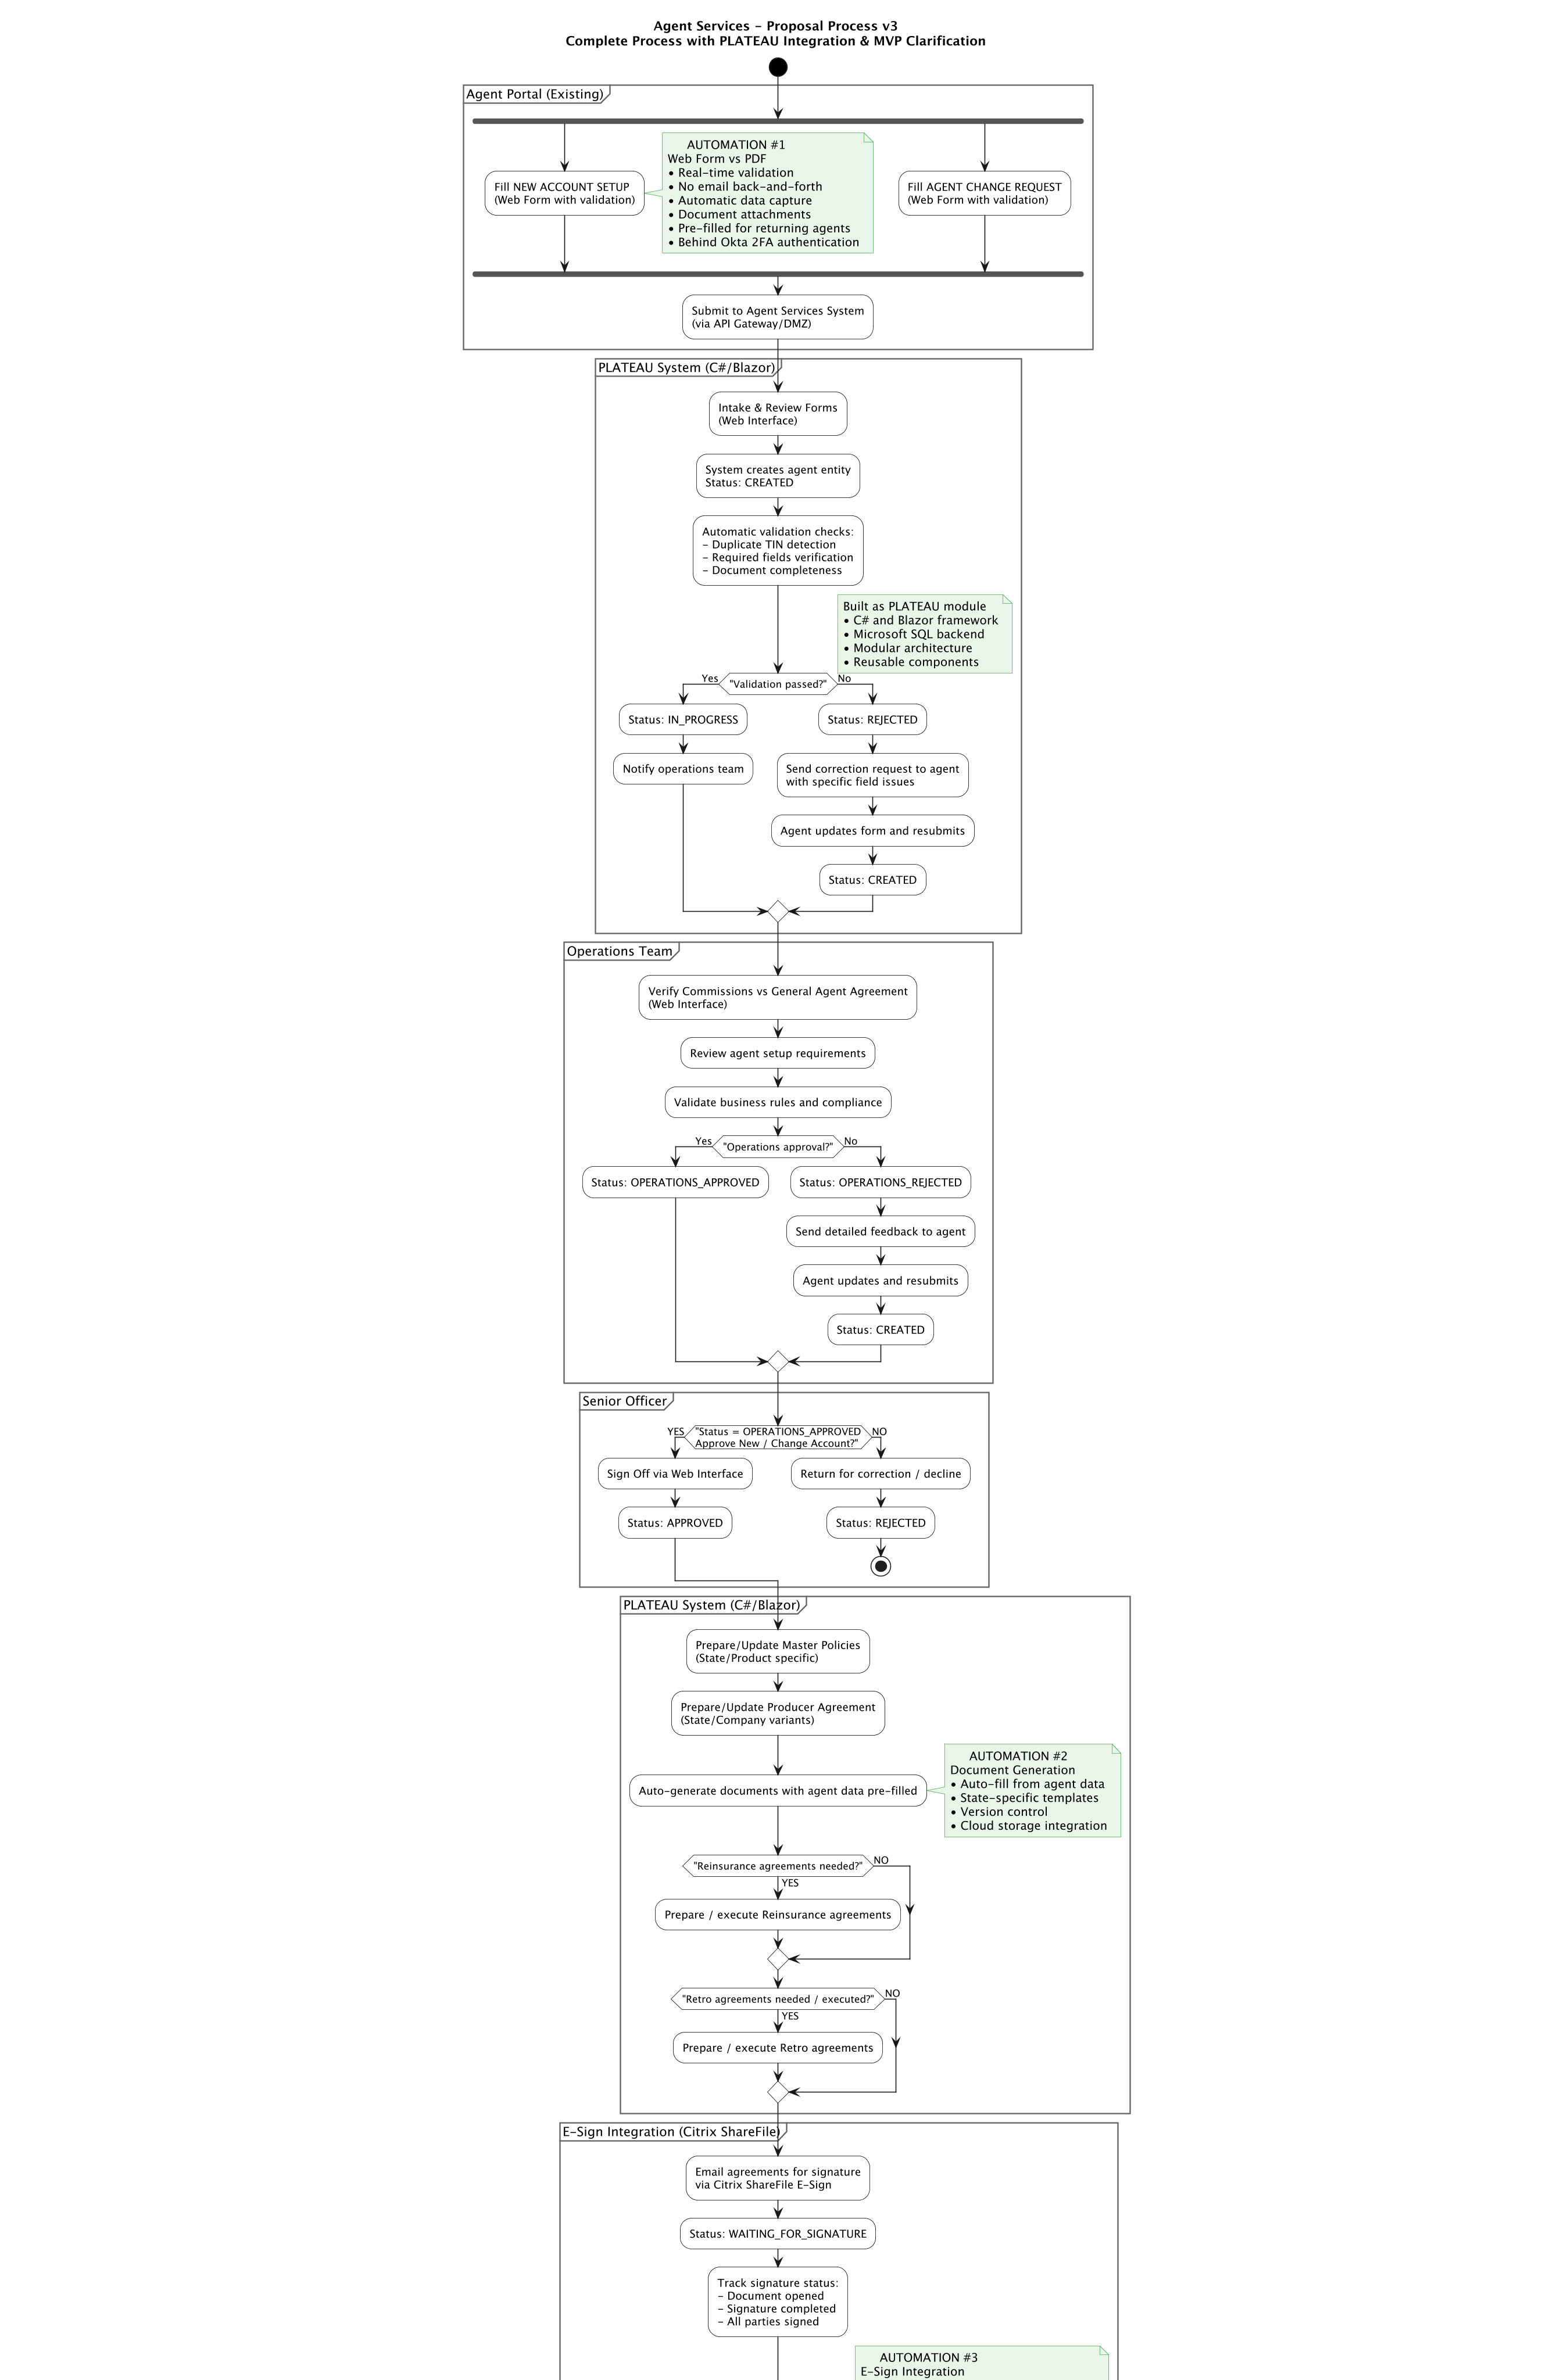 Agent Services - Proposal Process v3
Complete Process with PLATEAU Integration & MVP Clarification
Agent Portal (Existing)
Fill NEW ACCOUNT SETUP
(Web Form with validation)
AUTOMATION #1
Web Form vs PDF
• Real-time validation
• No email back-and-forth
• Automatic data capture
• Document attachments
• Pre-filled for returning agents
• Behind Okta 2FA authentication
Fill AGENT CHANGE REQUEST
(Web Form with validation)
Submit to Agent Services System
(via API Gateway/DMZ)
PLATEAU System (C#/Blazor)
Intake & Review Forms
(Web Interface)
System creates agent entity
Status: CREATED
Automatic validation checks:
- Duplicate TIN detection
- Required fields verification
- Document completeness
Built as PLATEAU module
• C# and Blazor framework
• Microsoft SQL backend
• Modular architecture
• Reusable components
Yes
"Validation passed?"
No
Status: IN_PROGRESS
Notify operations team
Status: REJECTED
Send correction request to agent
with specific field issues
Agent updates form and resubmits
Status: CREATED
Operations Team
Verify Commissions vs General Agent Agreement
(Web Interface)
Review agent setup requirements
Validate business rules and compliance
Yes
"Operations approval?"
No
Status: OPERATIONS_APPROVED
Status: OPERATIONS_REJECTED
Send detailed feedback to agent
Agent updates and resubmits
Status: CREATED
Senior Officer
YES
"Status = OPERATIONS_APPROVED
Approve New / Change Account?"
NO
Sign Off via Web Interface
Status: APPROVED
Return for correction / decline
Status: REJECTED
PLATEAU System (C#/Blazor)
Prepare/Update Master Policies
(State/Product specific)
Prepare/Update Producer Agreement
(State/Company variants)
Auto-generate documents with agent data pre-filled
AUTOMATION #2
Document Generation
• Auto-fill from agent data
• State-specific templates
• Version control
• Cloud storage integration
"Reinsurance agreements needed?"
NO
YES
Prepare / execute Reinsurance agreements
"Retro agreements needed / executed?"
NO
YES
Prepare / execute Retro agreements
E-Sign Integration (Citrix ShareFile)
Email agreements for signature
via Citrix ShareFile E-Sign
Status: WAITING_FOR_SIGNATURE
Track signature status:
- Document opened
- Signature completed
- All parties signed
AUTOMATION #3
E-Sign Integration